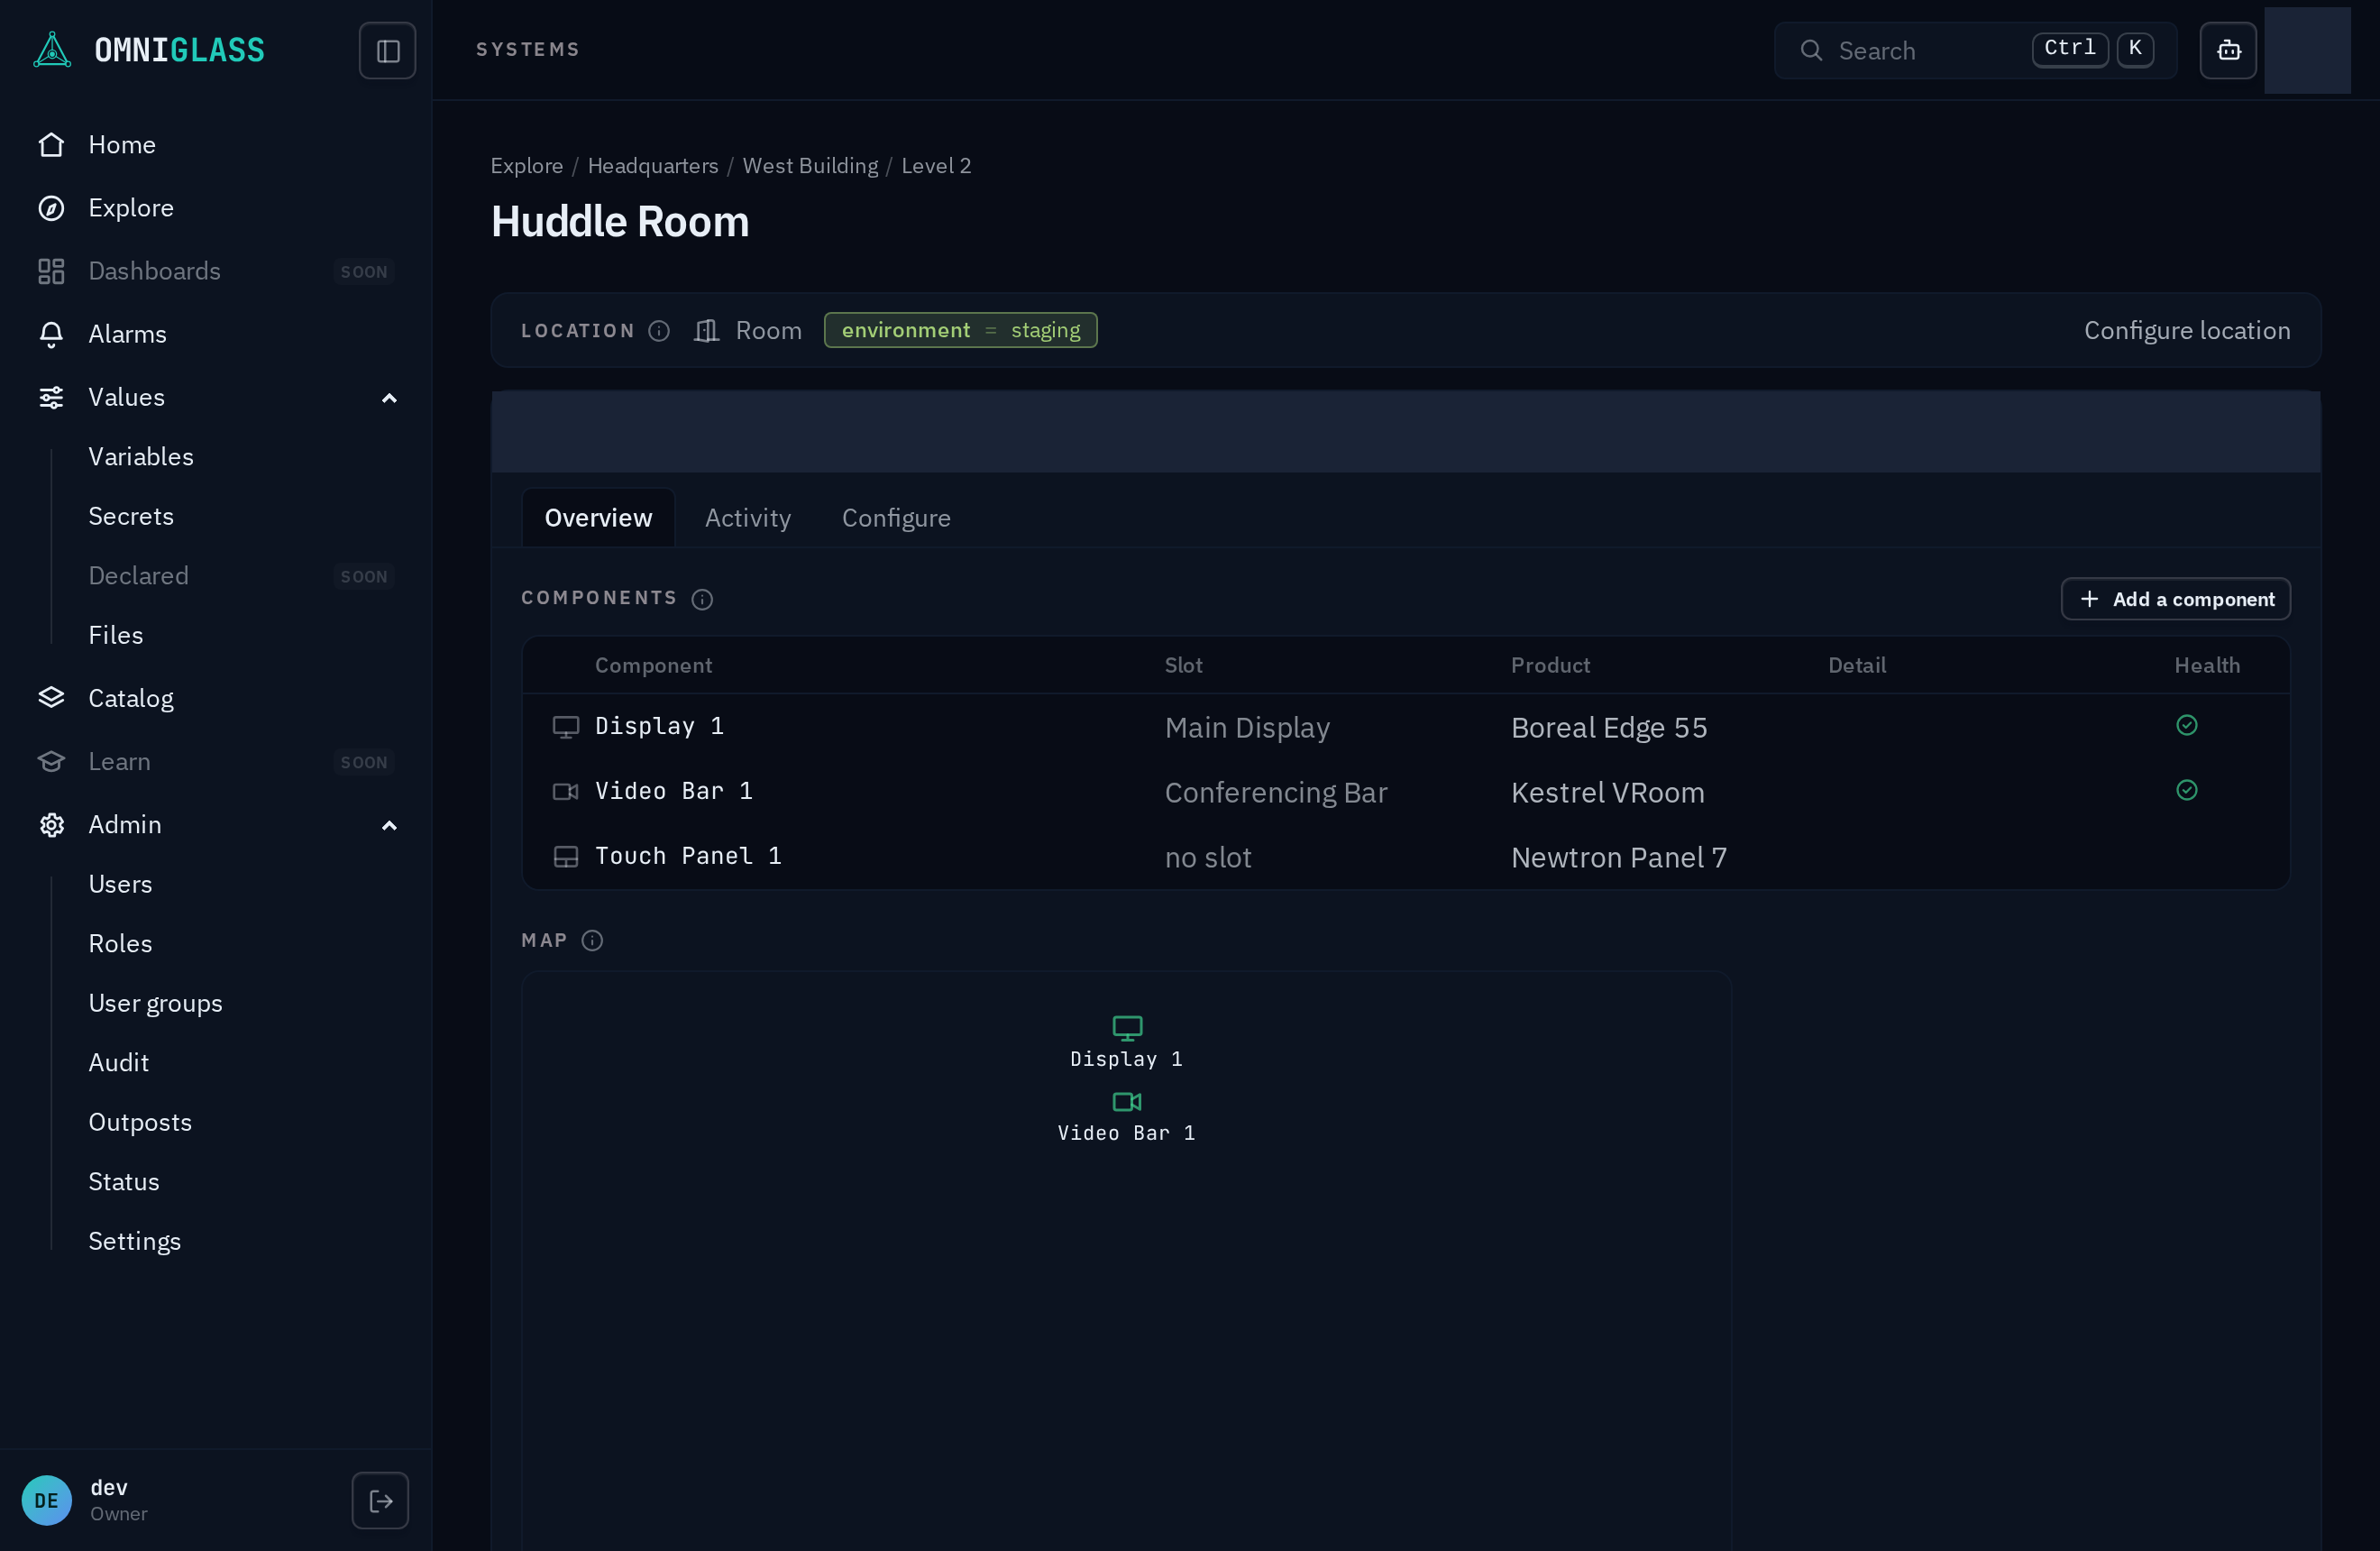 OMNIGLASS
SYSTEMS
Search Ctrl K
Home
Explore
Dashboards SOON
Alarms
Values
Variables
Secrets
Declared SOON
Files
Catalog
Learn SOON
Admin
Users
Roles
User groups
Audit
Outposts
Status
Settings
DE dev
Owner
Explore / Headquarters / West Building / Level 2
Huddle Room
LOCATION Room environment = staging Configure location
Overview Activity Configure
COMPONENTS + Add a component
Component Slot Product Detail Health
Display 1 Main Display Boreal Edge 55
Video Bar 1 Conferencing Bar Kestrel VRoom
Touch Panel 1 no slot Newtron Panel 7
MAP
Display 1
Video Bar 1